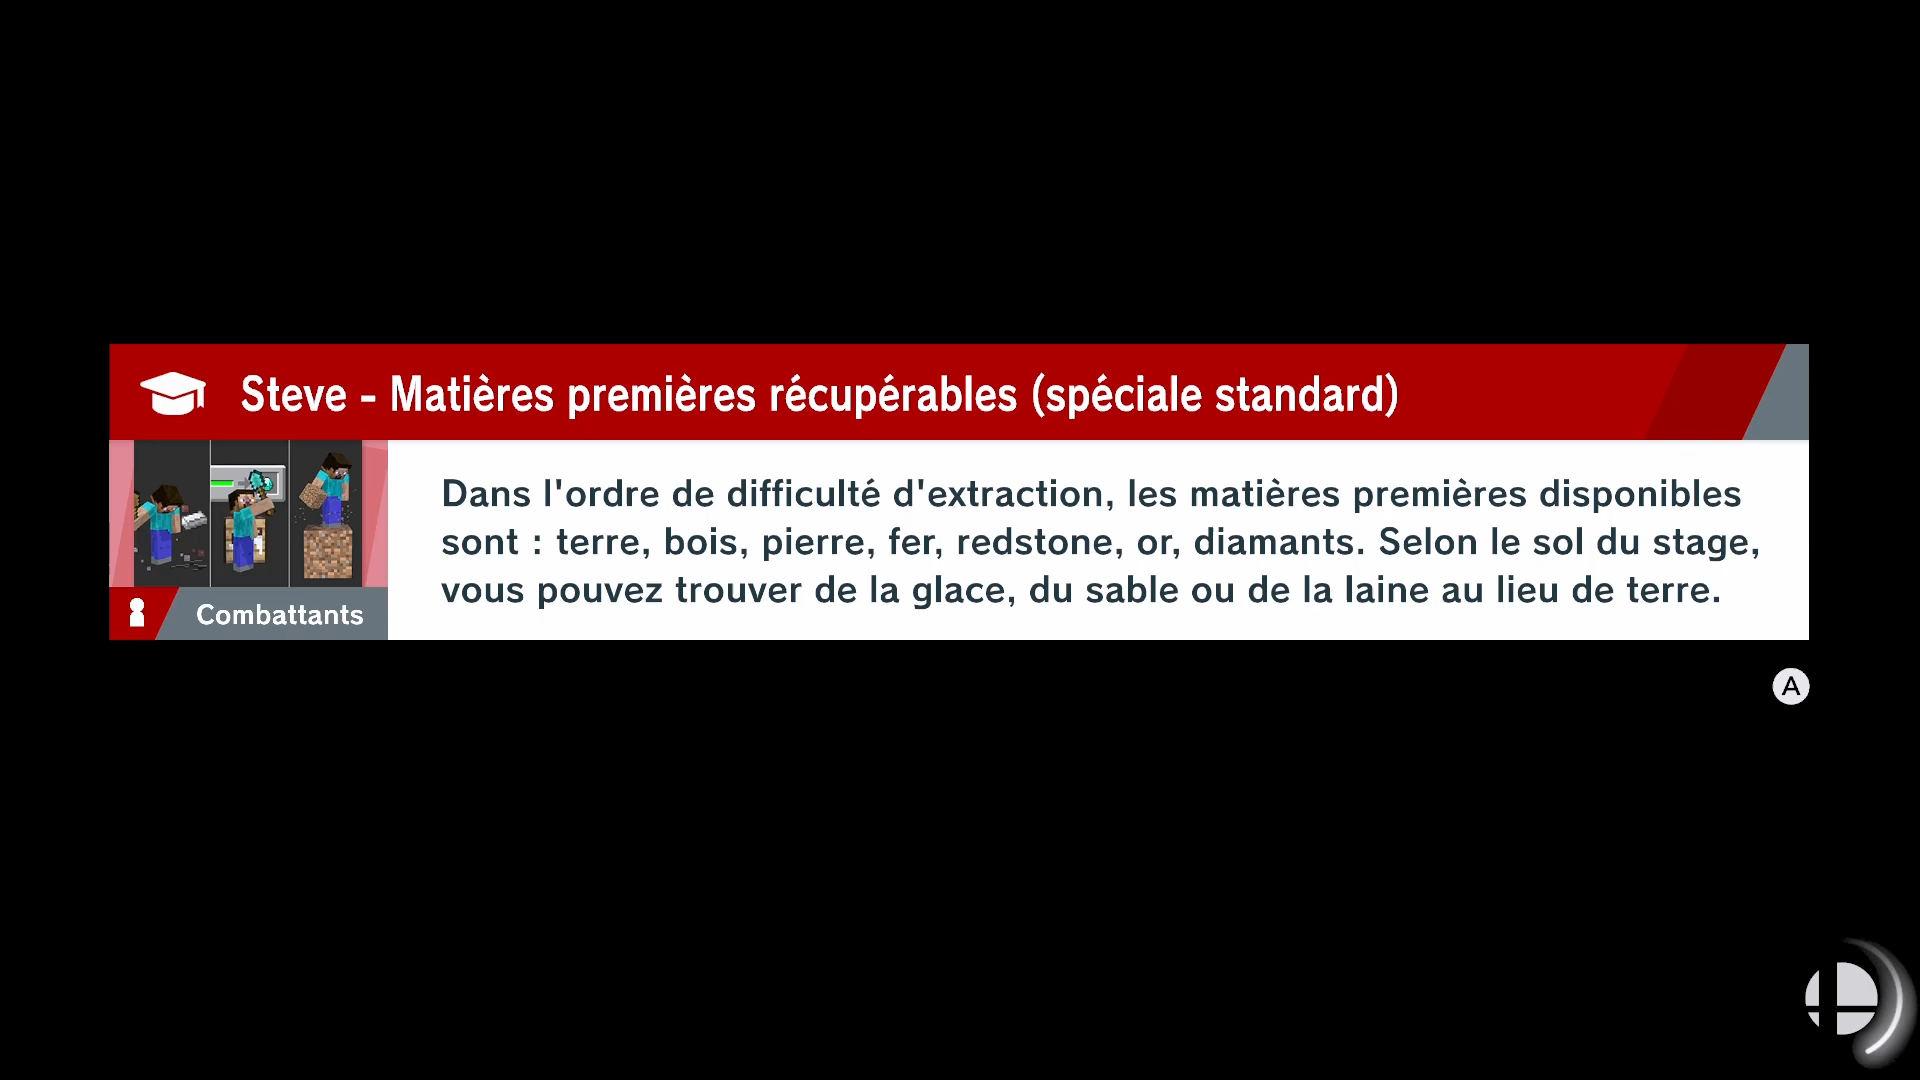 Steve - Matières premières récupérables (spéciale standard)
Dans l'ordre de difficulté d'extraction, les matières premières disponibles
sont : terre, bois, pierre, fer, redstone, or, diamants. Selon le sol du stage,
vous pouvez trouver de la glace, du sable ou de la laine au lieu de terre.
Combattants
A